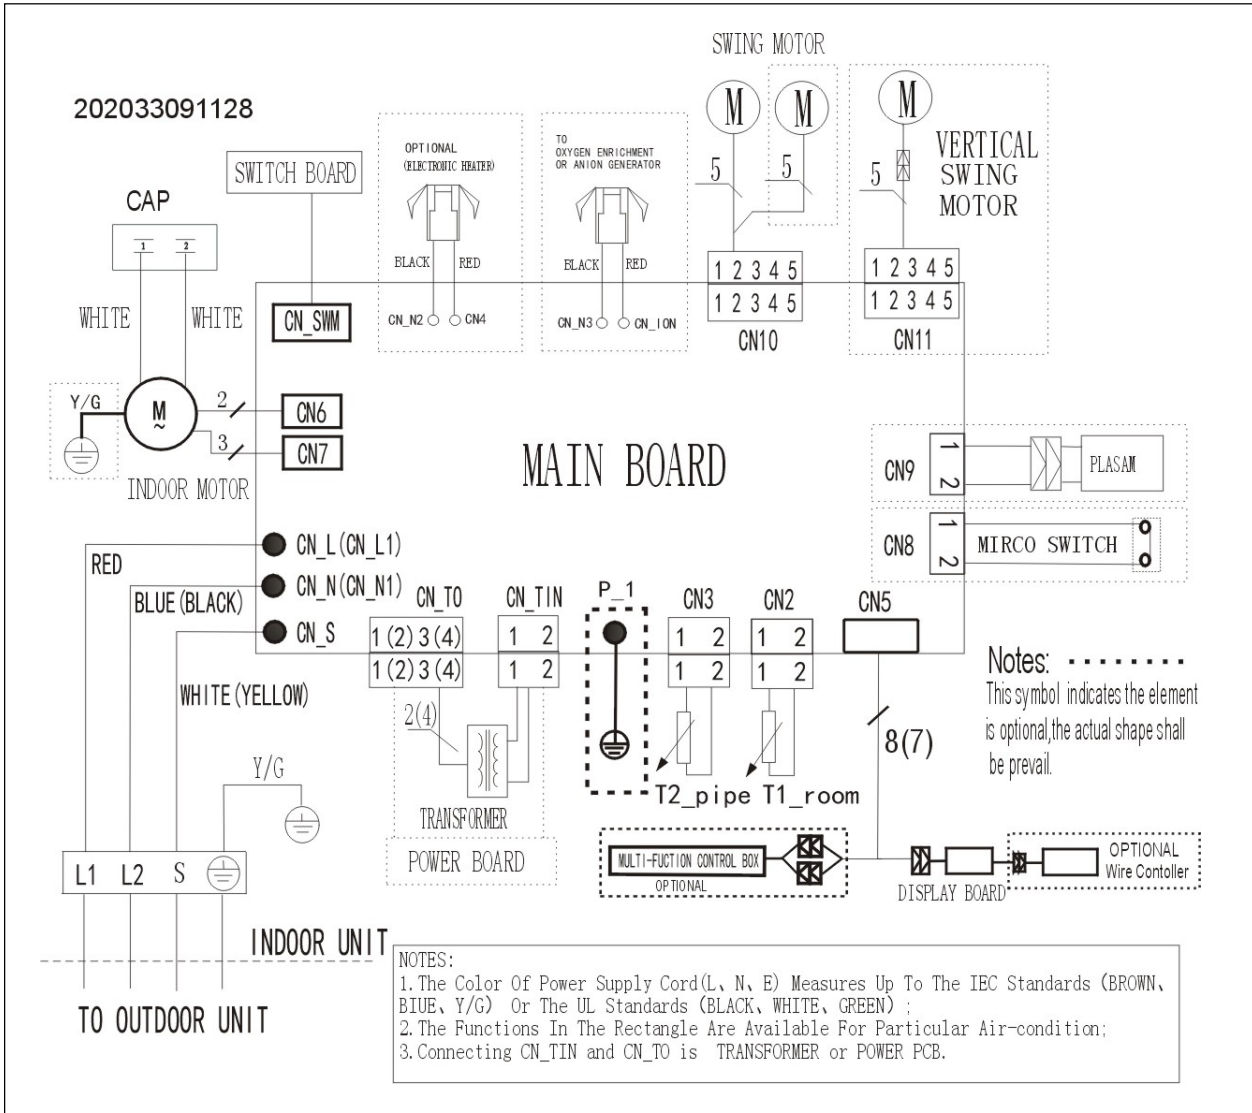 SWING MOTOR
202033091128
M
M
M
OPTIONAL
(ELECTRONIC HEATER)
TO
OXYGEN ENRICHMENT
OR ANION GENERATOR
VERTICAL
SWING
MOTOR
SWITCH BOARD
5
5
5
CAP
1 2
BLACK RED
BLACK RED
1 2 3 4 5
1 2 3 4 5
1 2 3 4 5
1 2 3 4 5
WHITE
WHITE
CN_SWM
CN_N2 CN4
CN_N3 CN_ION
CN10
CN11
Y/G
M
~
2
CN6
3
CN7
INDOOR MOTOR
MAIN BOARD
CN9
1
2
PLASAM
CN8
1
2
MIRCO SWITCH
RED
CN_L(CN_L1)
BLUE(BLACK)
CN_N(CN_N1)
CN_S
WHITE(YELLOW)
CN_TO
CN_TIN
P_1
CN3
CN2
CN5
1(2)3(4)
1(2)3(4)
1 2
1 2
1 2
1 2
1 2
1 2
Notes:
This symbol indicates the element
is optional,the actual shape shall
be prevail.
2(4)
8(7)
Y/G
T2_pipe T1_room
TRANSFORMER
POWER BOARD
MULTI-FUCTION CONTROL BOX
OPTIONAL
DISPLAY BOARD
OPTIONAL
Wire Contoller
L1 L2 S
INDOOR UNIT
TO OUTDOOR UNIT
NOTES:
1.The Color Of Power Supply Cord(L、N、E) Measures Up To The IEC Standards (BROWN、
BIUE、Y/G) Or The UL Standards (BLACK、WHITE、GREEN) ;
2.The Functions In The Rectangle Are Available For Particular Air-condition;
3.Connecting CN_TIN and CN_TO is TRANSFORMER or POWER PCB.